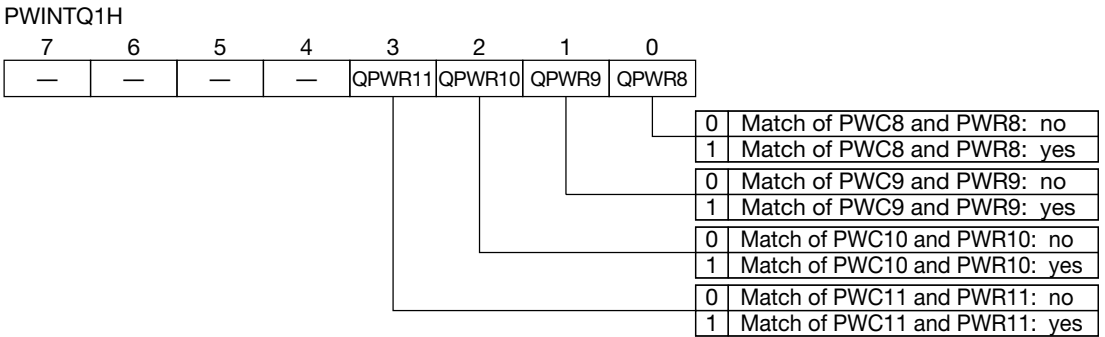 PWINTQ1H
7 6 5 4 3 2 1 0
— — — — QPWR11 QPWR10 QPWR9 QPWR8
0 Match of PWC8 and PWR8: no
1 Match of PWC8 and PWR8: yes
0 Match of PWC9 and PWR9: no
1 Match of PWC9 and PWR9: yes
0 Match of PWC10 and PWR10: no
1 Match of PWC10 and PWR10: yes
0 Match of PWC11 and PWR11: no
1 Match of PWC11 and PWR11: yes